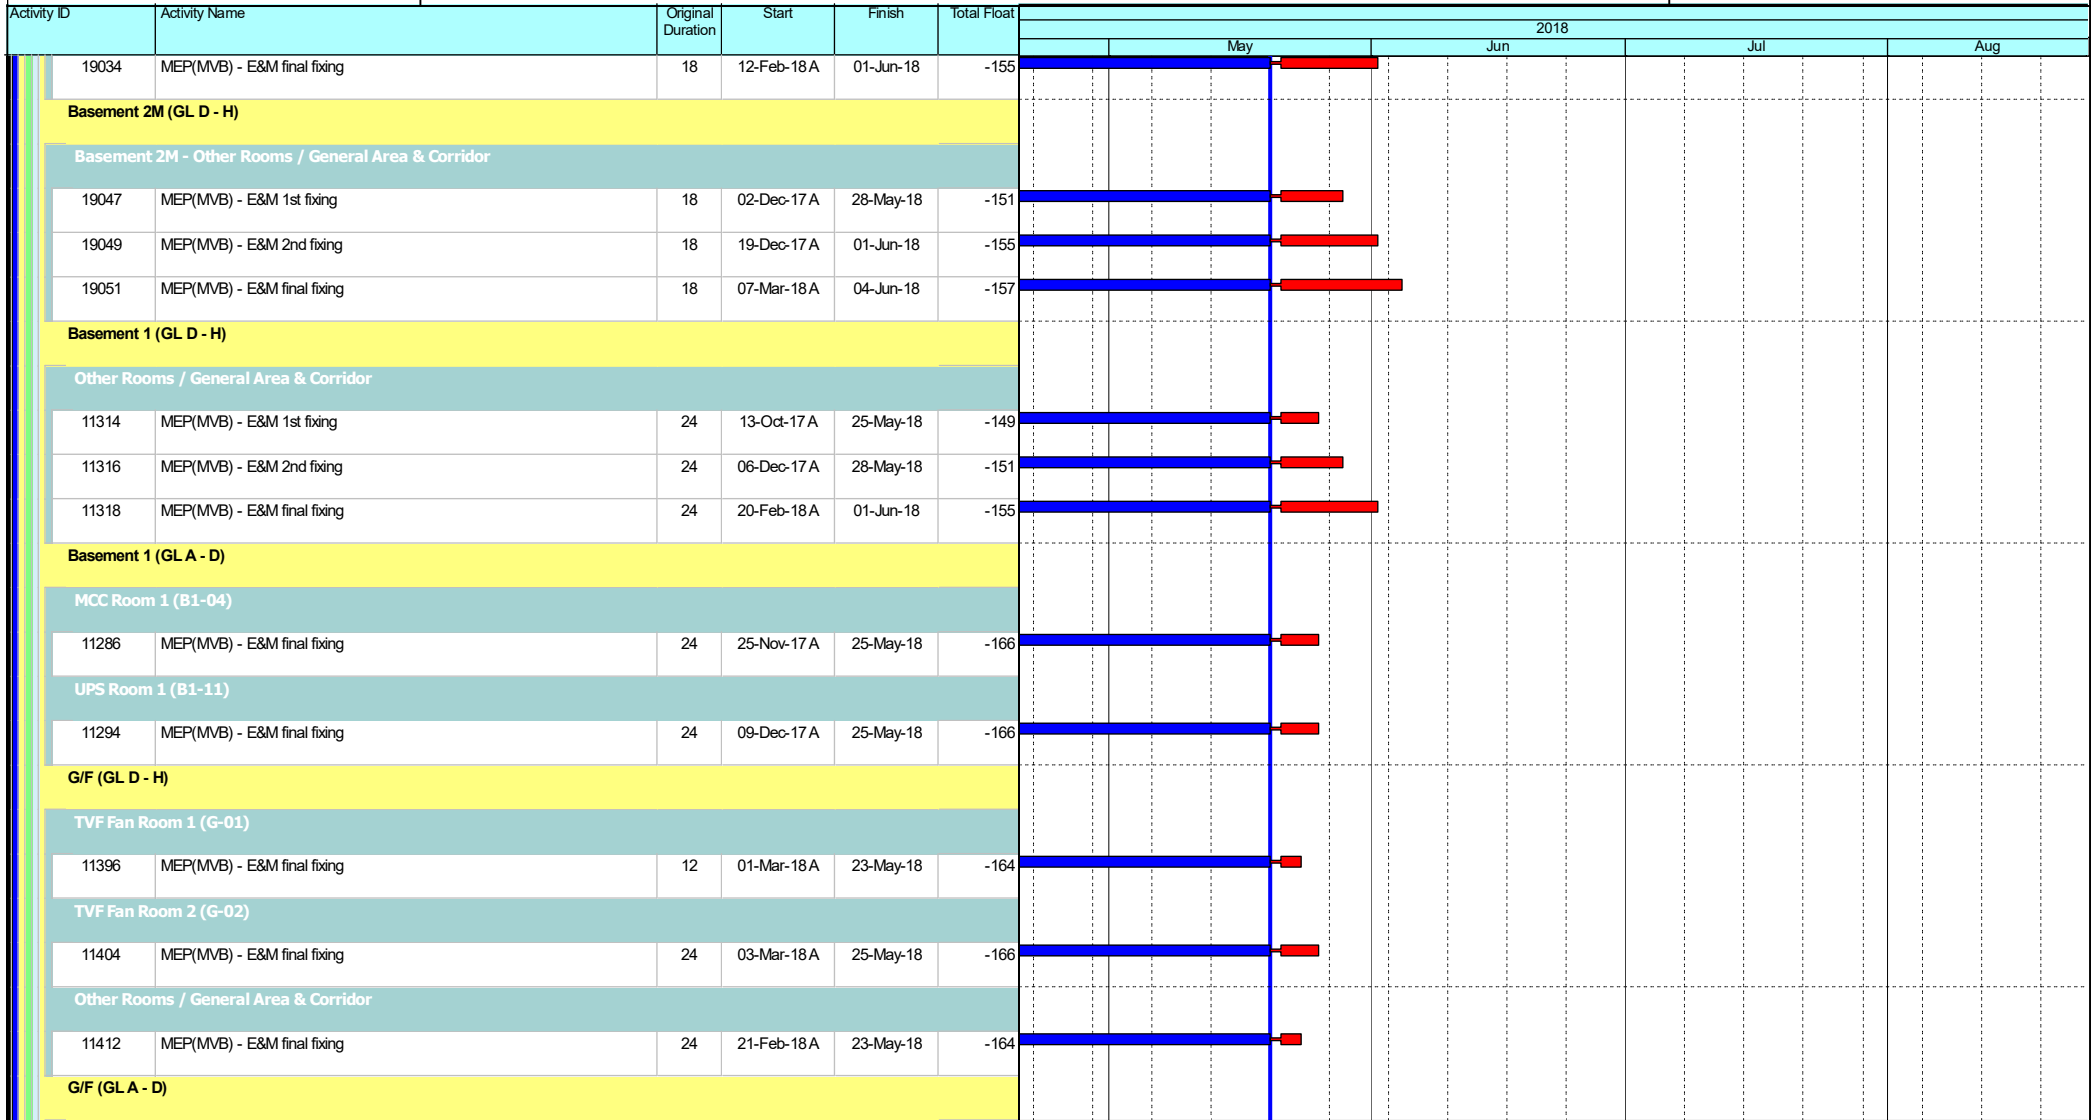 Activity ID Activity Name Original Duration Start Finish Total Float
2018
May Jun Jul Aug
19034 MEP(MVB) - E&M final fixing 18 12-Feb-18 A 01-Jun-18 -155
Basement 2M (GL D - H)
Basement 2M - Other Rooms / General Area & Corridor
19047 MEP(MVB) - E&M 1st fixing 18 02-Dec-17 A 28-May-18 -151
19049 MEP(MVB) - E&M 2nd fixing 18 19-Dec-17 A 01-Jun-18 -155
19051 MEP(MVB) - E&M final fixing 18 07-Mar-18 A 04-Jun-18 -157
Basement 1 (GL D - H)
Other Rooms / General Area & Corridor
11314 MEP(MVB) - E&M 1st fixing 24 13-Oct-17 A 25-May-18 -149
11316 MEP(MVB) - E&M 2nd fixing 24 06-Dec-17 A 28-May-18 -151
11318 MEP(MVB) - E&M final fixing 24 20-Feb-18 A 01-Jun-18 -155
Basement 1 (GL A - D)
MCC Room 1 (B1-04)
11286 MEP(MVB) - E&M final fixing 24 25-Nov-17 A 25-May-18 -166
UPS Room 1 (B1-11)
11294 MEP(MVB) - E&M final fixing 24 09-Dec-17 A 25-May-18 -166
G/F (GL D - H)
TVF Fan Room 1 (G-01)
11396 MEP(MVB) - E&M final fixing 12 01-Mar-18 A 23-May-18 -164
TVF Fan Room 2 (G-02)
11404 MEP(MVB) - E&M final fixing 24 03-Mar-18 A 25-May-18 -166
Other Rooms / General Area & Corridor
11412 MEP(MVB) - E&M final fixing 24 21-Feb-18 A 23-May-18 -164
G/F (GL A - D)